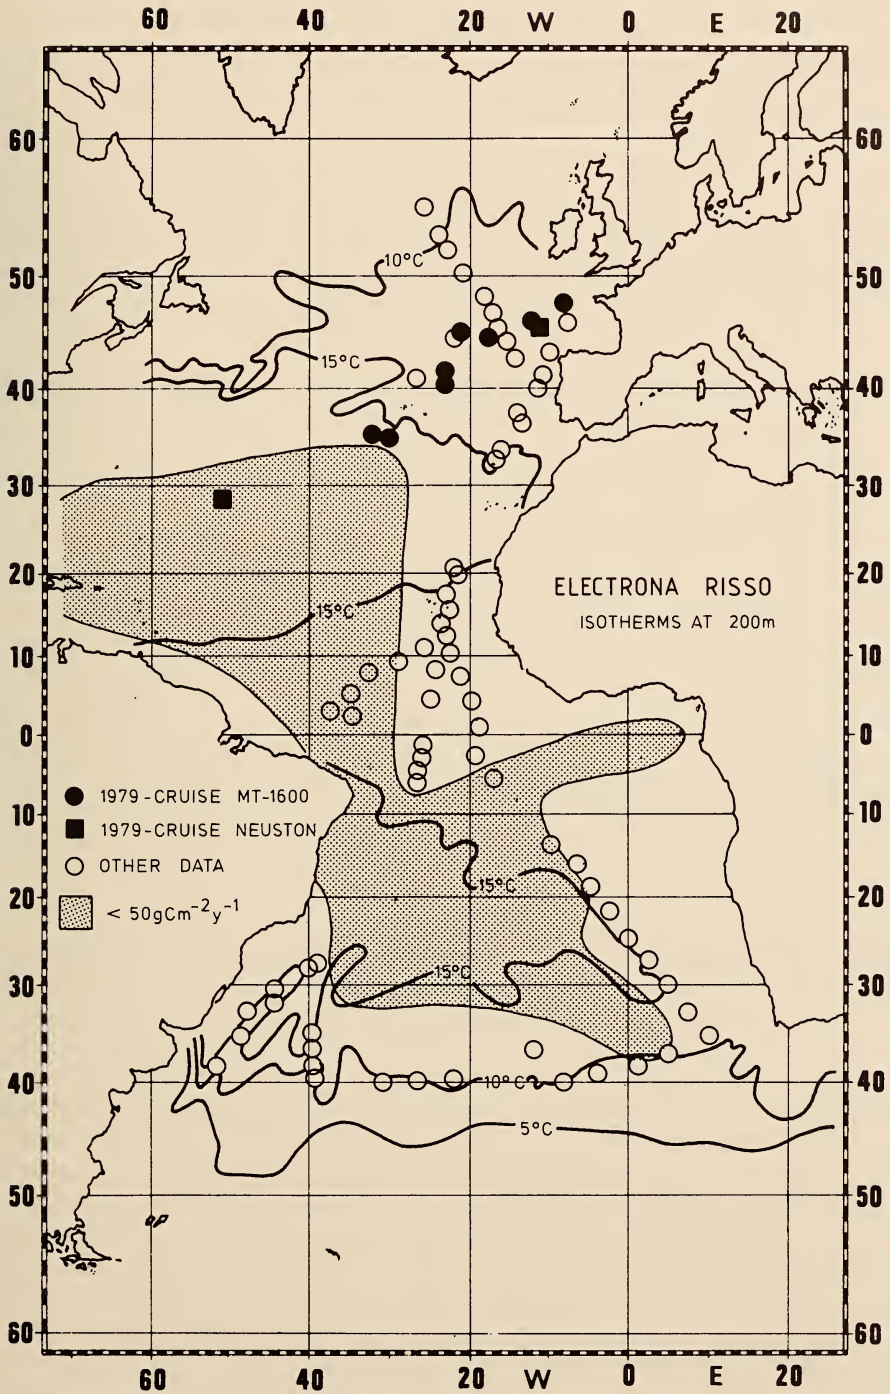 60 40 20 W 0 E 20
60 60
50 50
10°C
15°C
40 40
30 30
20 20
ELECTRONA RISSO
ISOTHERMS AT 200m
15°C
10 10
0 0
● 1979-CRUISE MT-1600
■ 1979-CRUISE NEUSTON
○ OTHER DATA
< 50gCm⁻²y⁻¹
10 10
15°C
20 20
15°C
30 30
40 40
10°C
5°C
50 50
60 60
60 40 20 W 0 E 20